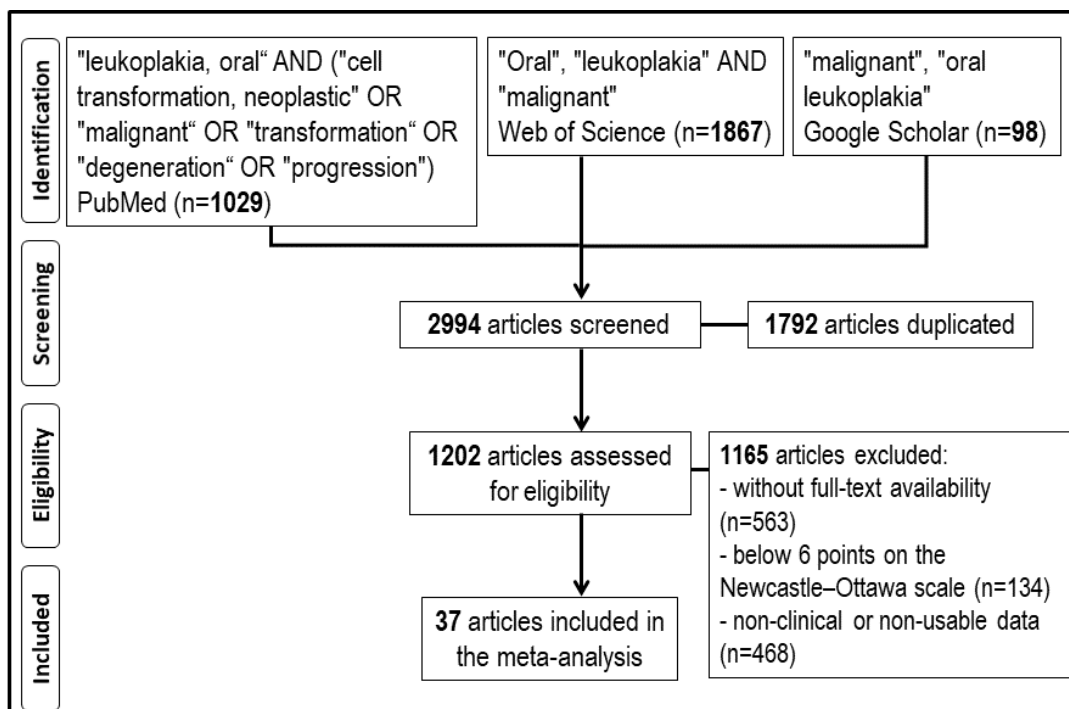 Identification
"leukoplakia, oral“ AND ("cell
transformation, neoplastic" OR
"malignant“ OR "transformation“ OR
"degeneration“ OR "progression")
PubMed (n=1029)
"Oral", "leukoplakia" AND
"malignant"
Web of Science (n=1867)
"malignant", "oral
leukoplakia"
Google Scholar (n=98)
Screening
2994 articles screened
1792 articles duplicated
Eligibility
1202 articles assessed
for eligibility
1165 articles excluded:
- without full-text availability
(n=563)
- below 6 points on the
Newcastle–Ottawa scale (n=134)
- non-clinical or non-usable data
(n=468)
Included
37 articles included in
the meta-analysis